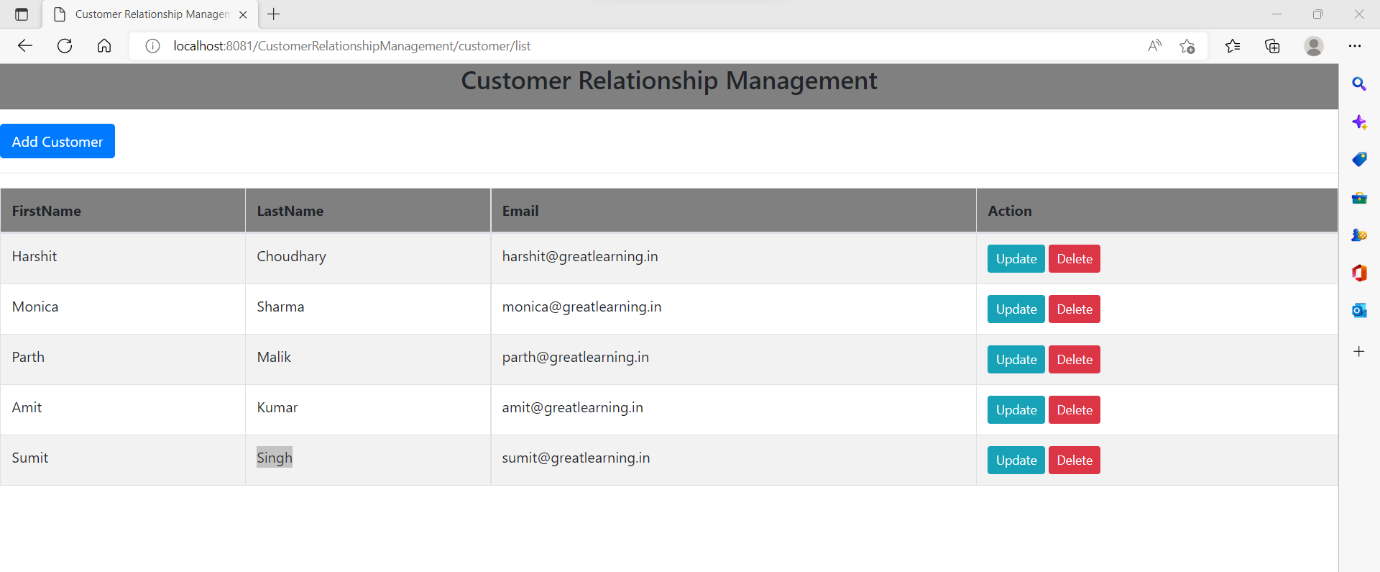 Customer Relationship Managem
localhost:8081/CustomerRelationshipManagement/customer/list
Customer Relationship Management
Add Customer
FirstName LastName Email Action
Harshit Choudhary harshit@greatlearning.in Update Delete
Monica Sharma monica@greatlearning.in Update Delete
Parth Malik parth@greatlearning.in Update Delete
Amit Kumar amit@greatlearning.in Update Delete
Sumit Singh sumit@greatlearning.in Update Delete